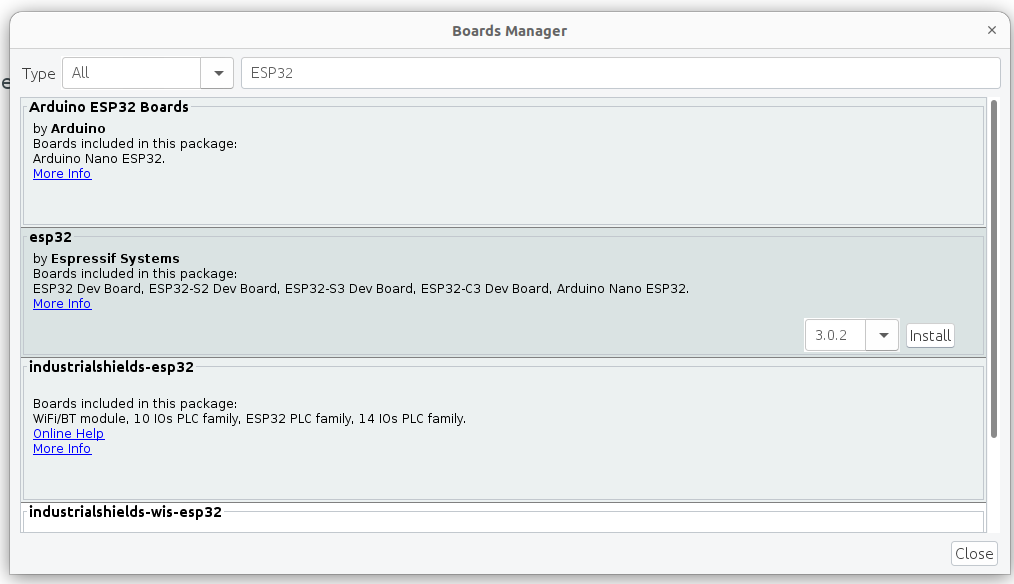 Boards Manager
×
Type All ESP32
Arduino ESP32 Boards
by Arduino
Boards included in this package:
Arduino Nano ESP32.
More Info
esp32
by Espressif Systems
Boards included in this package:
ESP32 Dev Board, ESP32-S2 Dev Board, ESP32-S3 Dev Board, ESP32-C3 Dev Board, Arduino Nano ESP32.
More Info
3.0.2 Install
industrialshields-esp32
Boards included in this package:
WiFi/BT module, 10 IOs PLC family, ESP32 PLC family, 14 IOs PLC family.
Online Help
More Info
industrialshields-wis-esp32
Close